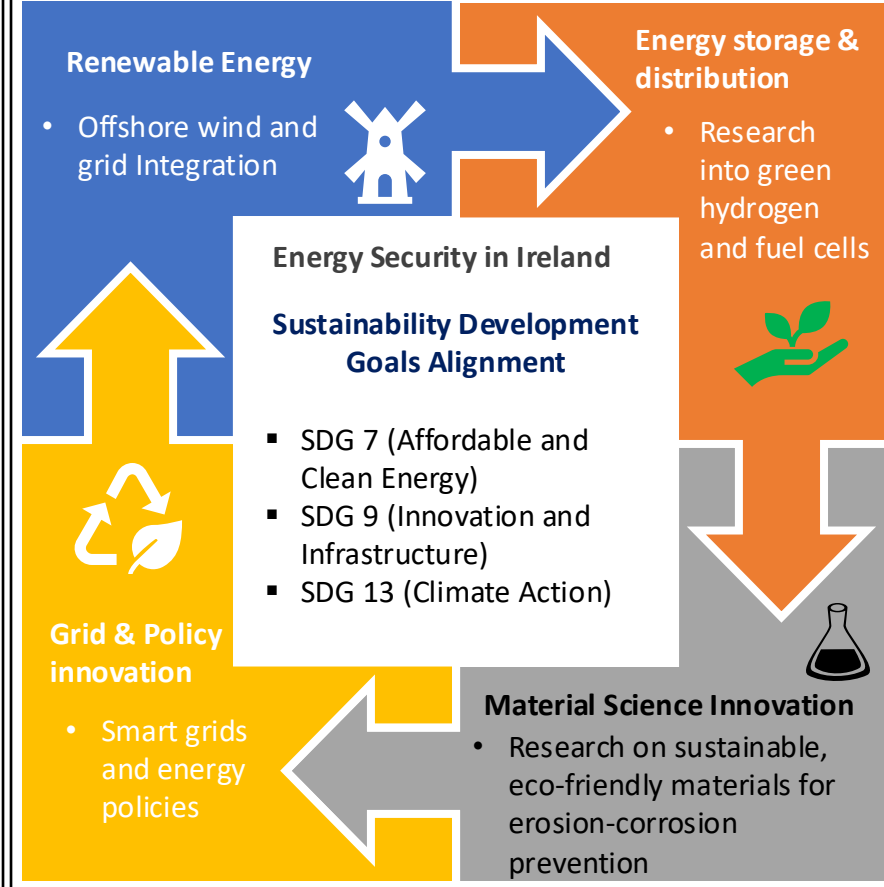 Renewable Energy
• Offshore wind and
grid Integration
Energy storage &
distribution
• Research
into green
hydrogen
and fuel cells
Energy Security in Ireland
Sustainability Development
Goals Alignment
▪ SDG 7 (Affordable and
Clean Energy)
▪ SDG 9 (Innovation and
Infrastructure)
▪ SDG 13 (Climate Action)
Grid & Policy
innovation
• Smart grids
and energy
policies
Material Science Innovation
• Research on sustainable,
eco-friendly materials for
erosion-corrosion
prevention